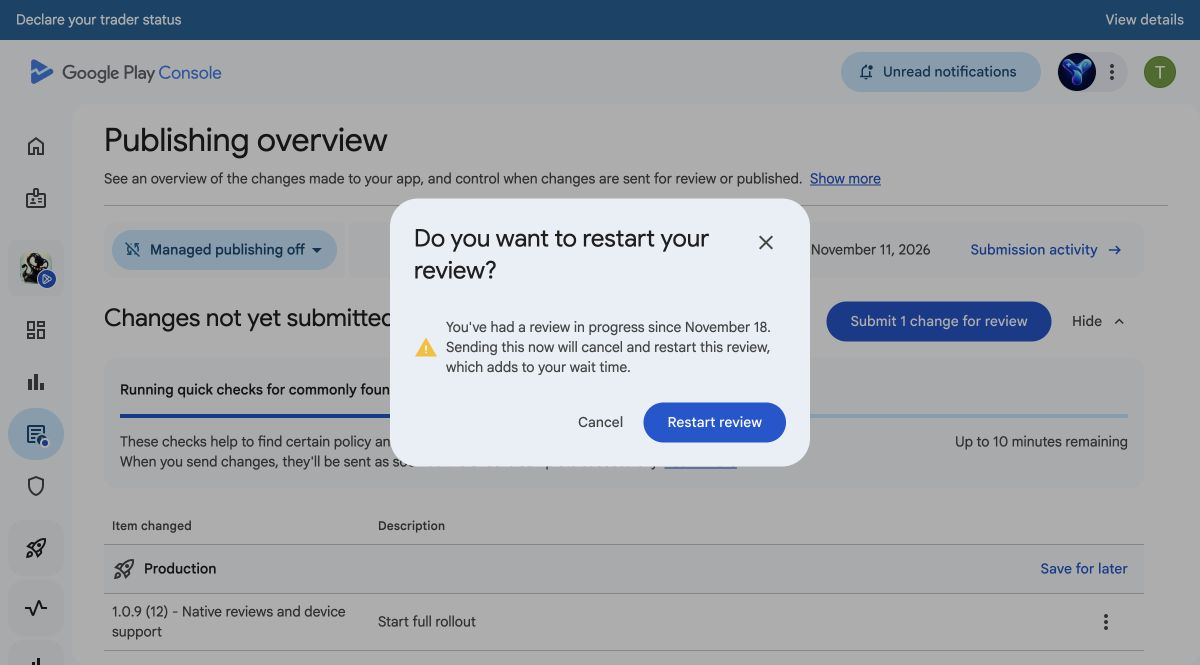 Declare your trader status
View details
Google Play Console
Unread notifications
T
Publishing overview
See an overview of the changes made to your app, and control when changes are sent for review or published. Show more
Managed publishing off
November 11, 2026
Submission activity →
Do you want to restart your
review?
You've had a review in progress since November 18.
Sending this now will cancel and restart this review,
which adds to your wait time.
Cancel
Restart review
Changes not yet submitted
Submit 1 change for review
Hide
Running quick checks for commonly foun
These checks help to find certain policy an
When you send changes, they'll be sent as
Up to 10 minutes remaining
Item changed
Description
Production
Save for later
1.0.9 (12) - Native reviews and device
support
Start full rollout